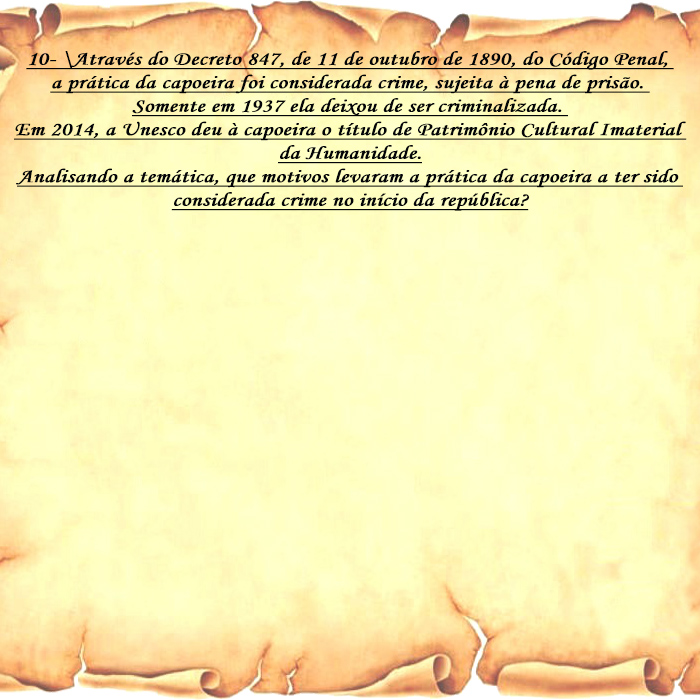 10- \Através do Decreto 847, de 11 de outubro de 1890, do Código Penal,
a prática da capoeira foi considerada crime, sujeita à pena de prisão.
Somente em 1937 ela deixou de ser criminalizada.
Em 2014, a Unesco deu à capoeira o título de Patrimônio Cultural Imaterial
da Humanidade.
Analisando a temática, que motivos levaram a prática da capoeira a ter sido
considerada crime no início da república?